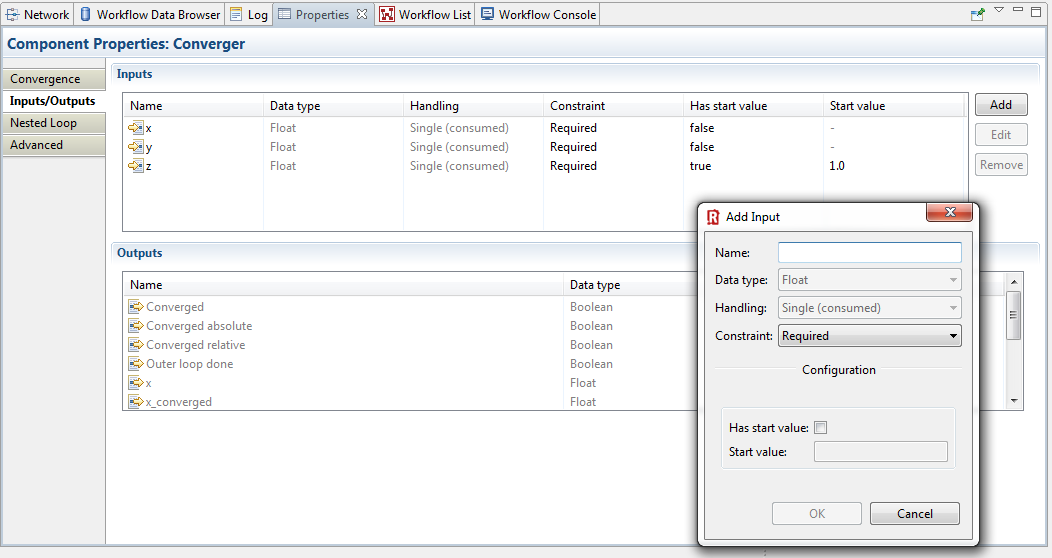 Network Workflow Data Browser Log Properties Workflow List Workflow Console
Component Properties: Converger
Convergence
Inputs/Outputs
Nested Loop
Advanced
Inputs
Name Data type Handling Constraint Has start value Start value
x Float Single (consumed) Required false -
y Float Single (consumed) Required false -
z Float Single (consumed) Required true 1.0
Add
Edit
Remove
Outputs
Name Data type
Converged Boolean
Converged absolute Boolean
Converged relative Boolean
Outer loop done Boolean
x Float
x_converged Float
Add Input
Name:
Data type: Float
Handling: Single (consumed)
Constraint: Required
Configuration
Has start value:
Start value:
OK Cancel